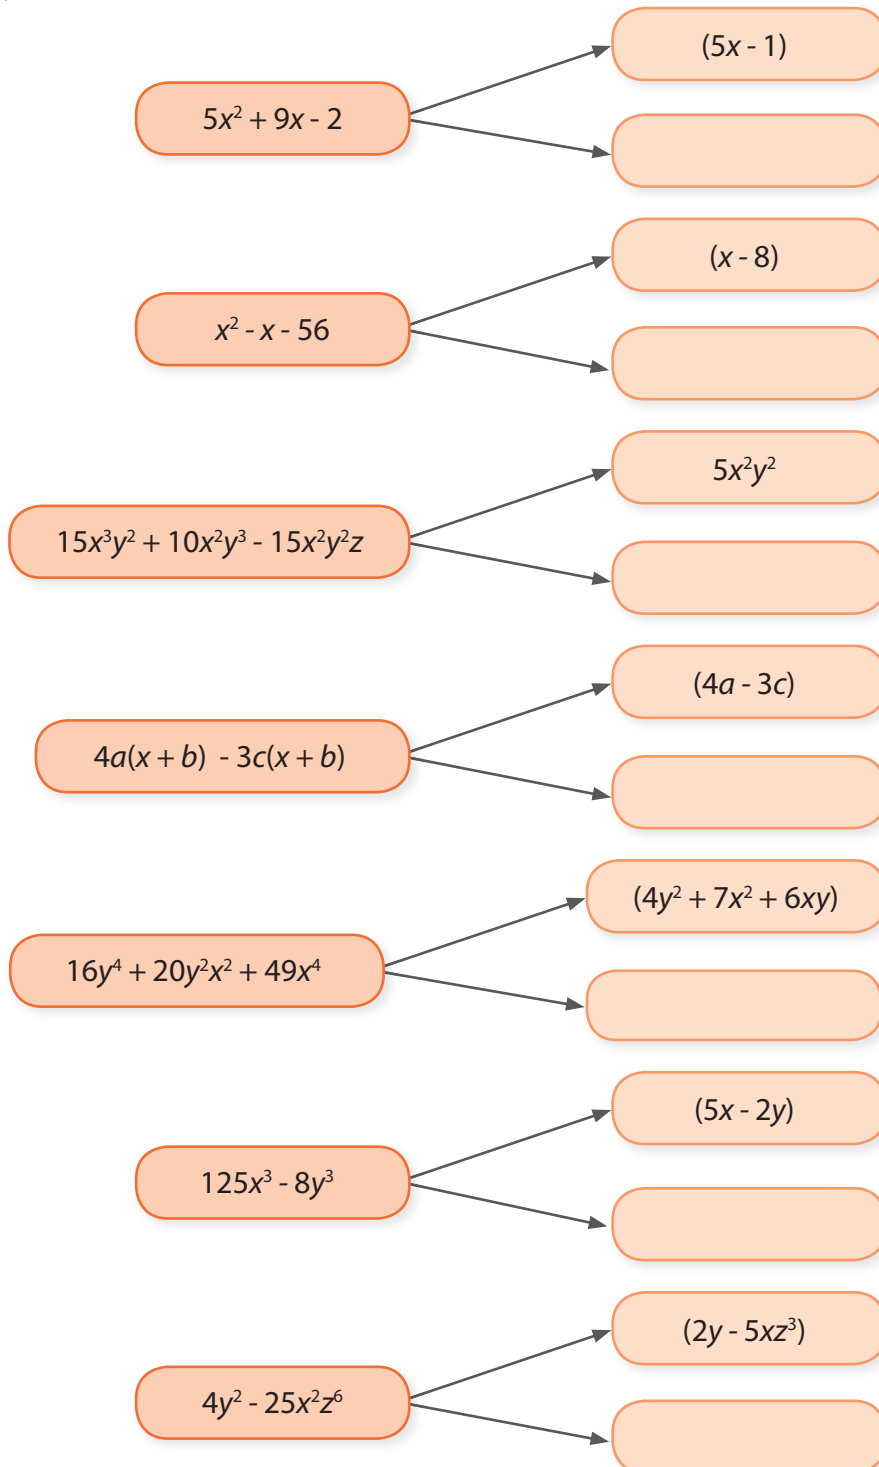 (5x - 1)
5x² + 9x - 2
(x - 8)
x² - x - 56
5x²y²
15x³y² + 10x²y³ - 15x²y²z
(4a - 3c)
4a(x + b) - 3c(x + b)
(4y² + 7x² + 6xy)
16y⁴ + 20y²x² + 49x⁴
(5x - 2y)
125x³ - 8y³
(2y - 5xz³)
4y² - 25x²z⁶